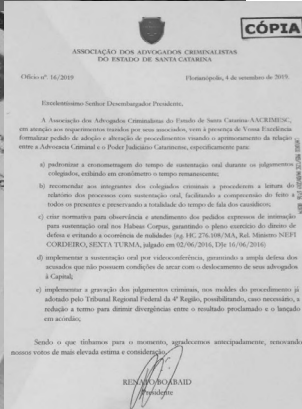 CÓPIA
ASSOCIAÇÃO DOS ADVOGADOS CRIMINALISTAS
DO ESTADO DE SANTA CATARINA
Ofício nº. 16/2019
Florianópolis, 4 de setembro de 2019.
Excelentíssimo Senhor Desembargador Presidente,
A Associação dos Advogados Criminalistas do Estado de Santa Catarina-AACRIMESC,
em atenção aos requerimentos trazidos por seus associados, vem à presença de Vossa Excelência
formalizar pedido de adoção e alteração de procedimentos visando o aprimoramento da relação
entre a Advocacia Criminal e o Poder Judiciário Catarinense, especificamente para:
a) padronizar a cronometragem do tempo de sustentação oral durante os julgamentos
colegiados, exibindo em cronômetro o tempo remanescente;
b) recomendar aos integrantes dos colegiados criminais a procederem a leitura do
relatório dos processos com sustentação oral, facilitando a compreensão do feito a
todos os presentes e preservando a totalidade do tempo de fala dos causídicos;
c) criar normativa para observância e atendimento dos pedidos expressos de intimação
para sustentação oral nos Habeas Corpus, garantindo o pleno exercício do direito de
defesa e evitando a ocorrência de nulidades (e.g. HC 276.108/MA, Rel. Ministro NEFI
CORDEIRO, SEXTA TURMA, julgado em 02/06/2016, DJe 16/06/2016);
d) implementar a sustentação oral por videoconferência, garantindo a ampla defesa dos
acusados que não possuem condições de arcar com o deslocamento de seus advogados
à Capital;
e) implementar a gravação dos julgamentos criminais, nos moldes do procedimento já
adotado pelo Tribunal Regional Federal da 4ª Região, possibilitando, caso necessário, a
redução a termo para dirimir divergências entre o resultado proclamado e o lançado
em acórdão;
Sendo o que tínhamos para o momento, agradecemos antecipadamente, renovando
nossos votos de mais elevada estima e consideração.
RENATO BOABAID
Presidente